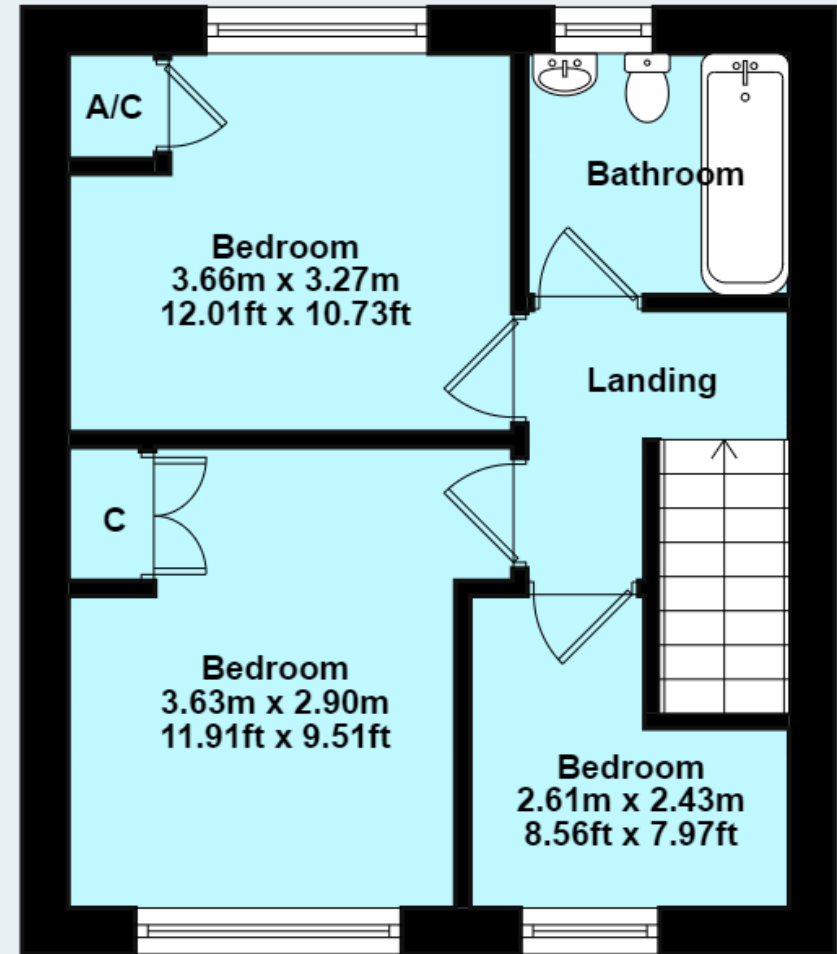 A/C
Bathroom
Bedroom
3.66m x 3.27m
12.01ft x 10.73ft
Landing
C
Bedroom
3.63m x 2.90m
11.91ft x 9.51ft
Bedroom
2.61m x 2.43m
8.56ft x 7.97ft